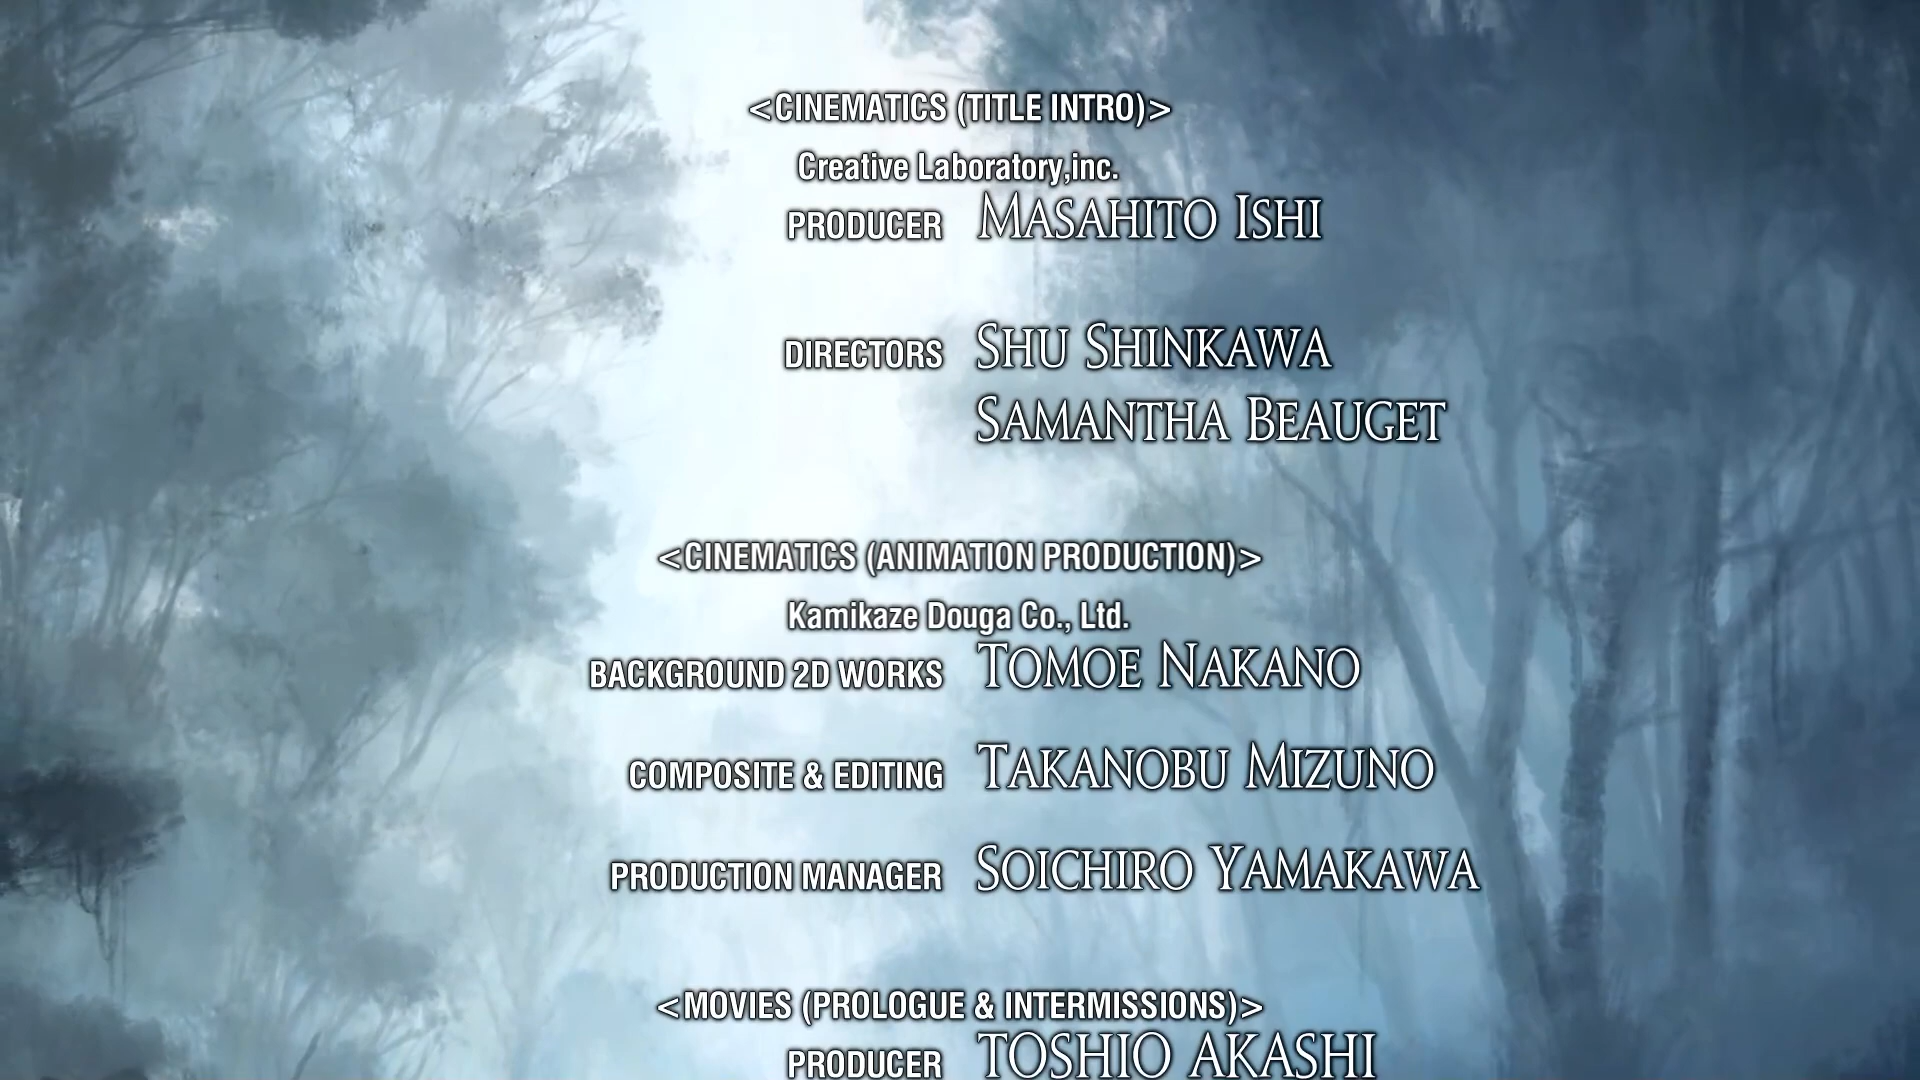 <CINEMATICS (TITLE INTRO)>
Creative Laboratory,inc.
PRODUCER MASAHITO ISHI
DIRECTORS SHU SHINKAWA
SAMANTHA BEAUGET
<CINEMATICS (ANIMATION PRODUCTION)>
Kamikaze Douga Co., Ltd.
BACKGROUND 2D WORKS TOMOE NAKANO
COMPOSITE & EDITING TAKANOBU MIZUNO
PRODUCTION MANAGER SOICHIRO YAMAKAWA
<MOVIES (PROLOGUE & INTERMISSIONS)>
PRODUCER TOSHIO AKASHI